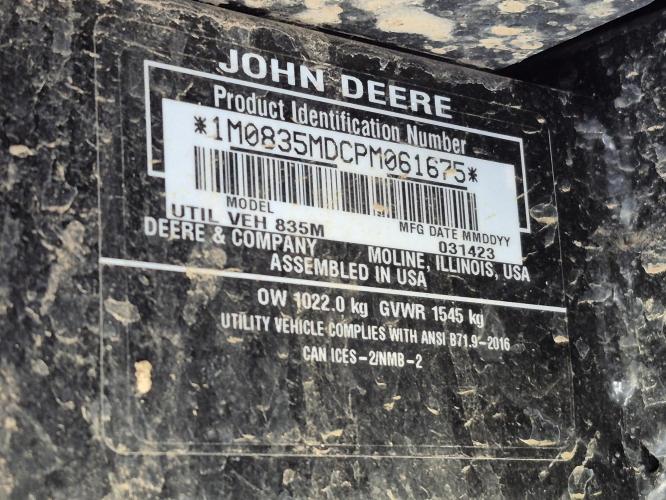 JOHN DEERE
Product Identification Number
*1M0835MDCPM061675*
MODEL
UTIL VEH 835M
MFG DATE MMDDYY
031423
DEERE & COMPANY MOLINE, ILLINOIS, USA
ASSEMBLED IN USA
OW 1022.0 kg GVWR 1545 kg
UTILITY VEHICLE COMPLIES WITH ANSI B71.9-2016
CAN ICES-2/NMB-2